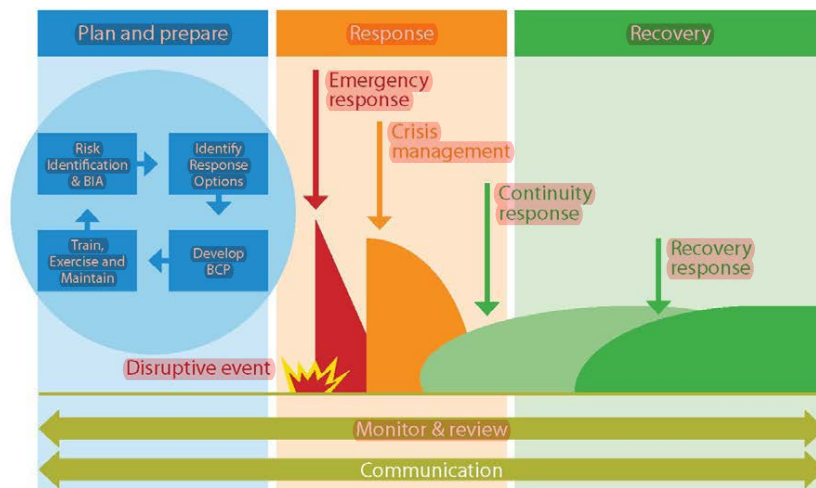 Plan and prepare
Response
Recovery
Emergency
response
Crisis
management
Risk
Identification
& BIA
Identify
Response
Options
Continuity
response
Train,
Exercise and
Maintain
Develop
BCP
Recovery
response
Disruptive event
Monitor & review
Communication